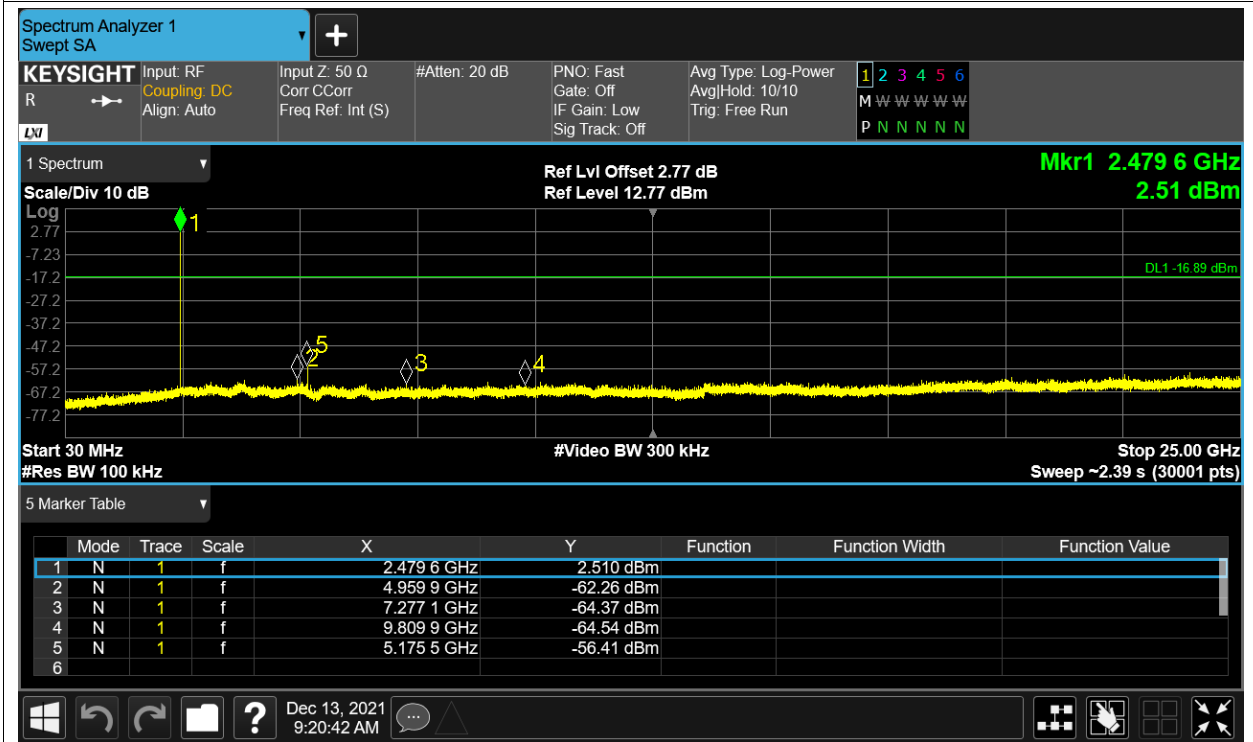 Spectrum Analyzer 1
Swept SA
+
KEYSIGHT
R
LXI
Input: RF
Coupling: DC
Align: Auto
Input Z: 50 Ω
Corr CCorr
Freq Ref: Int (S)
#Atten: 20 dB
PNO: Fast
Gate: Off
IF Gain: Low
Sig Track: Off
Avg Type: Log-Power
Avg|Hold: 10/10
Trig: Free Run
1 2 3 4 5 6
M W W W W W
P N N N N N
1 Spectrum
Scale/Div 10 dB
Ref Lvl Offset 2.77 dB
Ref Level 12.77 dBm
Mkr1 2.479 6 GHz
2.51 dBm
Log
2.77
-7.23
-17.2
-27.2
-37.2
-47.2
-57.2
-67.2
-77.2
DL1 -16.89 dBm
1
2
5
3
4
Start 30 MHz
#Video BW 300 kHz
Stop 25.00 GHz
#Res BW 100 kHz
Sweep ~2.39 s (30001 pts)
5 Marker Table
Mode Trace Scale X Y Function Function Width Function Value
1 N 1 f 2.479 6 GHz 2.510 dBm
2 N 1 f 4.959 9 GHz -62.26 dBm
3 N 1 f 7.277 1 GHz -64.37 dBm
4 N 1 f 9.809 9 GHz -64.54 dBm
5 N 1 f 5.175 5 GHz -56.41 dBm
6
?
Dec 13, 2021
9:20:42 AM